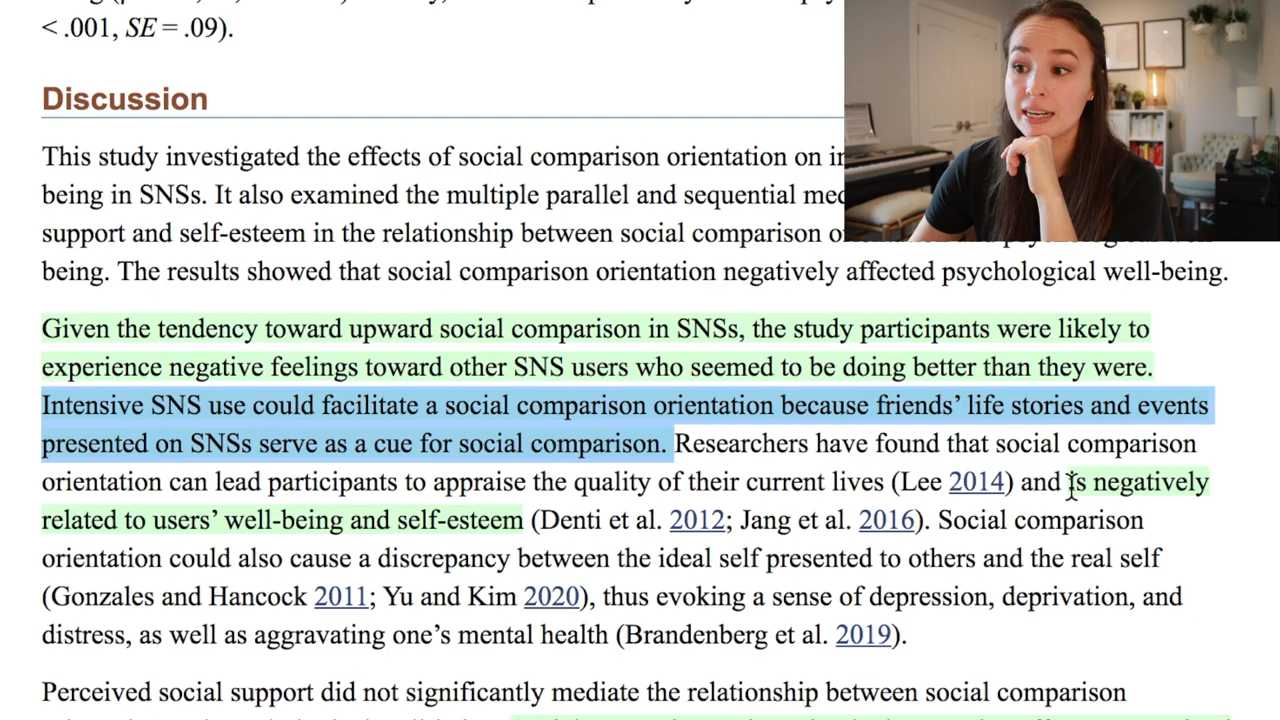 < .001, SE = .09).
Discussion
This study investigated the effects of social comparison orientation on
being in SNSs. It also examined the multiple parallel and sequential
support and self-esteem in the relationship between social comparison
being. The results showed that social comparison orientation negatively affected psychological well-being.
Given the tendency toward upward social comparison in SNSs, the study participants were likely to
experience negative feelings toward other SNS users who seemed to be doing better than they were.
Intensive SNS use could facilitate a social comparison orientation because friends’ life stories and events
presented on SNSs serve as a cue for social comparison. Researchers have found that social comparison
orientation can lead participants to appraise the quality of their current lives (Lee 2014) and is negatively
related to users’ well-being and self-esteem (Denti et al. 2012; Jang et al. 2016). Social comparison
orientation could also cause a discrepancy between the ideal self presented to others and the real self
(Gonzales and Hancock 2011; Yu and Kim 2020), thus evoking a sense of depression, deprivation, and
distress, as well as aggravating one’s mental health (Brandenberg et al. 2019).
Perceived social support did not significantly mediate the relationship between social comparison